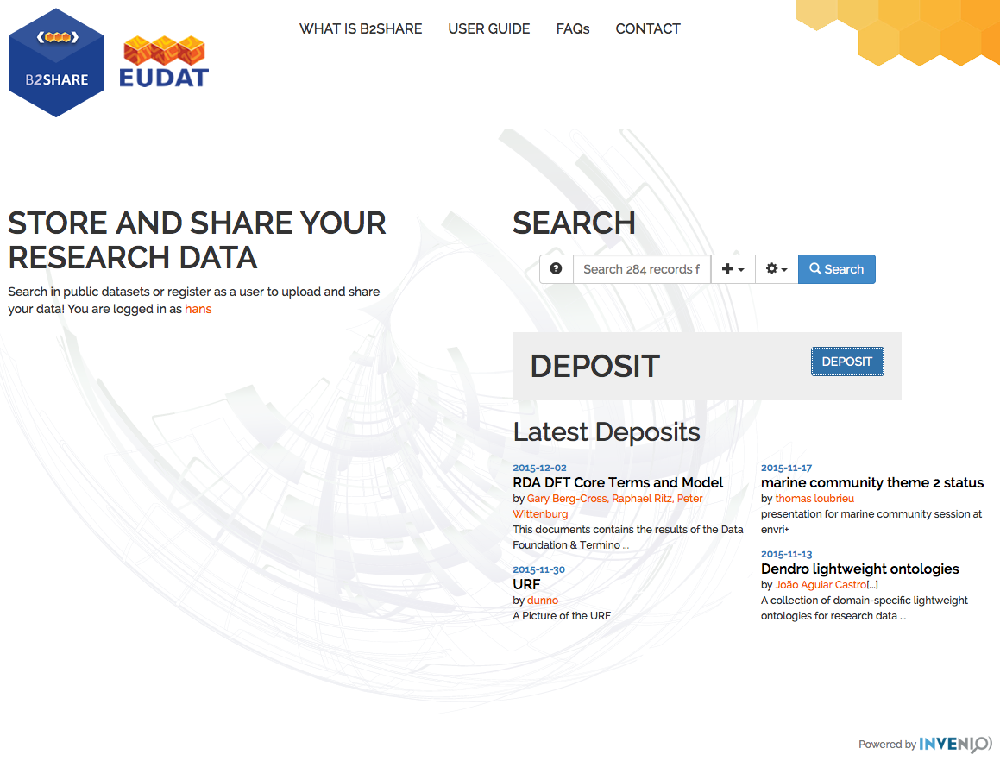 WHAT IS B2SHARE USER GUIDE FAQs CONTACT
B2SHARE
EUDAT
STORE AND SHARE YOUR
RESEARCH DATA
Search in public datasets or register as a user to upload and share
your data! You are logged in as hans
SEARCH
Search 284 records f
Search
DEPOSIT
DEPOSIT
Latest Deposits
2015-12-02
RDA DFT Core Terms and Model
by Gary Berg-Cross, Raphael Ritz, Peter
Wittenburg
This documents contains the results of the Data
Foundation & Termino ...
2015-11-30
URF
by dunno
A Picture of the URF
2015-11-17
marine community theme 2 status
by thomas loubrieu
presentation for marine community session at
envri+
2015-11-13
Dendro lightweight ontologies
by João Aguiar Castro[...]
A collection of domain-specific lightweight
ontologies for research data ...
Powered by INVENIO